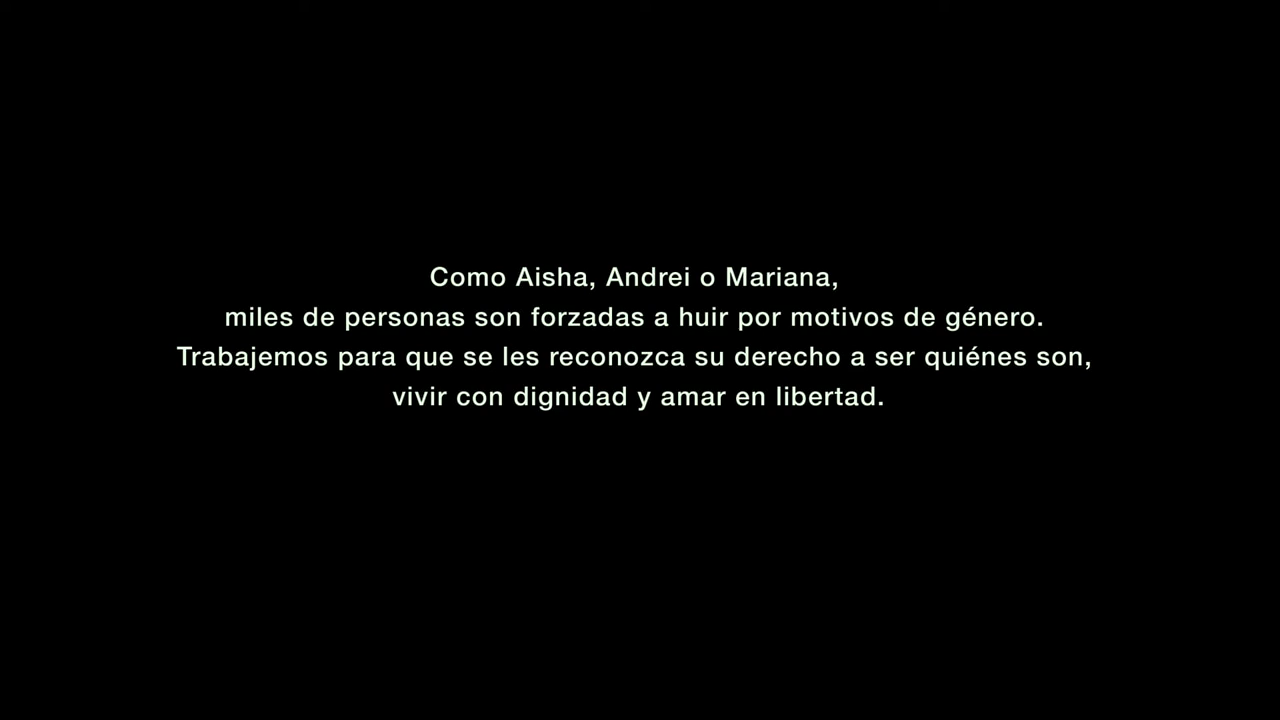 Como Aisha, Andrei o Mariana,
miles de personas son forzadas a huir por motivos de género.
Trabajemos para que se les reconozca su derecho a ser quiénes son,
vivir con dignidad y amar en libertad.